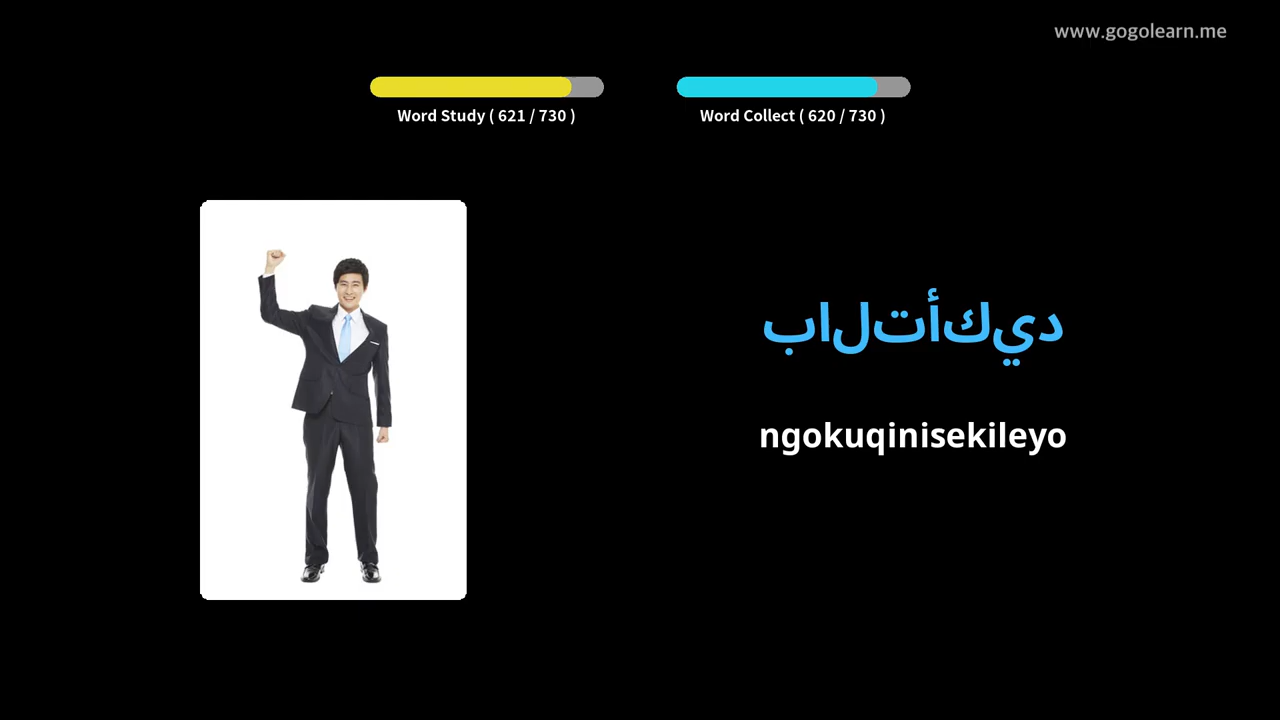 www.gogolearn.me
Word Study ( 621 / 730 )
Word Collect ( 620 / 730 )
بالتأكيد
ngokuqinisekileyo